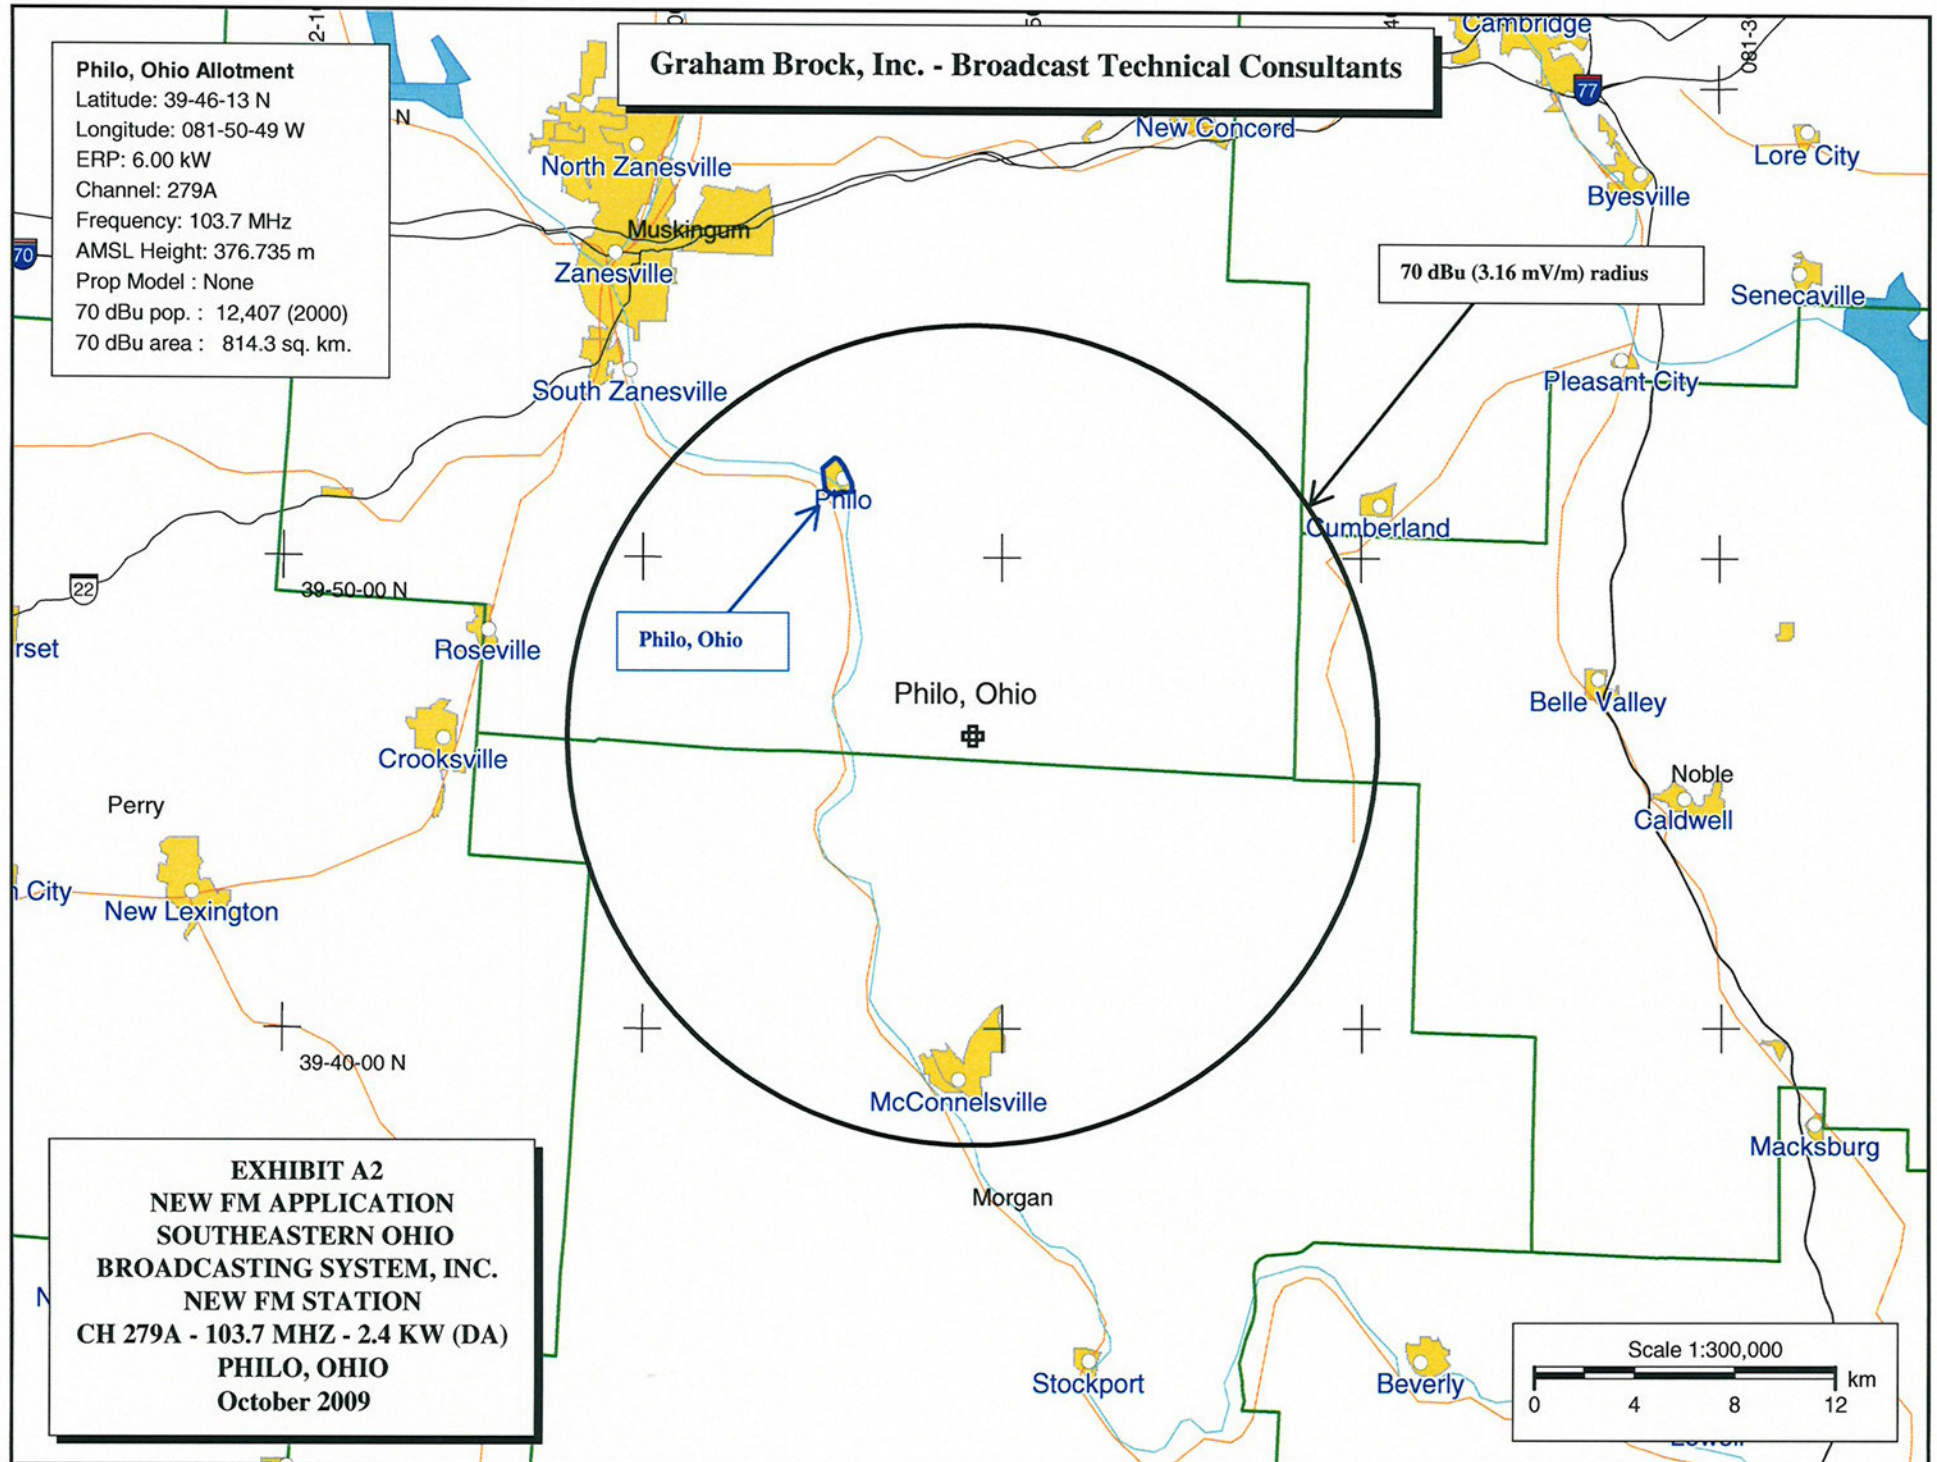 Graham Brock, Inc. - Broadcast Technical Consultants
Philo, Ohio Allotment
Latitude: 39-46-13 N
Longitude: 081-50-49 W
ERP: 6.00 kW
Channel: 279A
Frequency: 103.7 MHz
AMSL Height: 376.735 m
Prop Model : None
70 dBu pop. : 12,407 (2000)
70 dBu area : 814.3 sq. km.
N
Cambridge
081-3
77
New Concord
Lore City
North Zanesville
Byesville
Muskingum
70
Zanesville
70 dBu (3.16 mV/m) radius
Senecaville
South Zanesville
Pleasant City
Philo
Cumberland
22
39-50-00 N
rset
Roseville
Philo, Ohio
Philo, Ohio
Belle Valley
Crooksville
Noble
Caldwell
Perry
City
New Lexington
39-40-00 N
McConnelsville
Macksburg
Morgan
EXHIBIT A2
NEW FM APPLICATION
SOUTHEASTERN OHIO
BROADCASTING SYSTEM, INC.
NEW FM STATION
CH 279A - 103.7 MHZ - 2.4 KW (DA)
PHILO, OHIO
October 2009
N
Stockport
Beverly
Scale 1:300,000
km
0 4 8 12